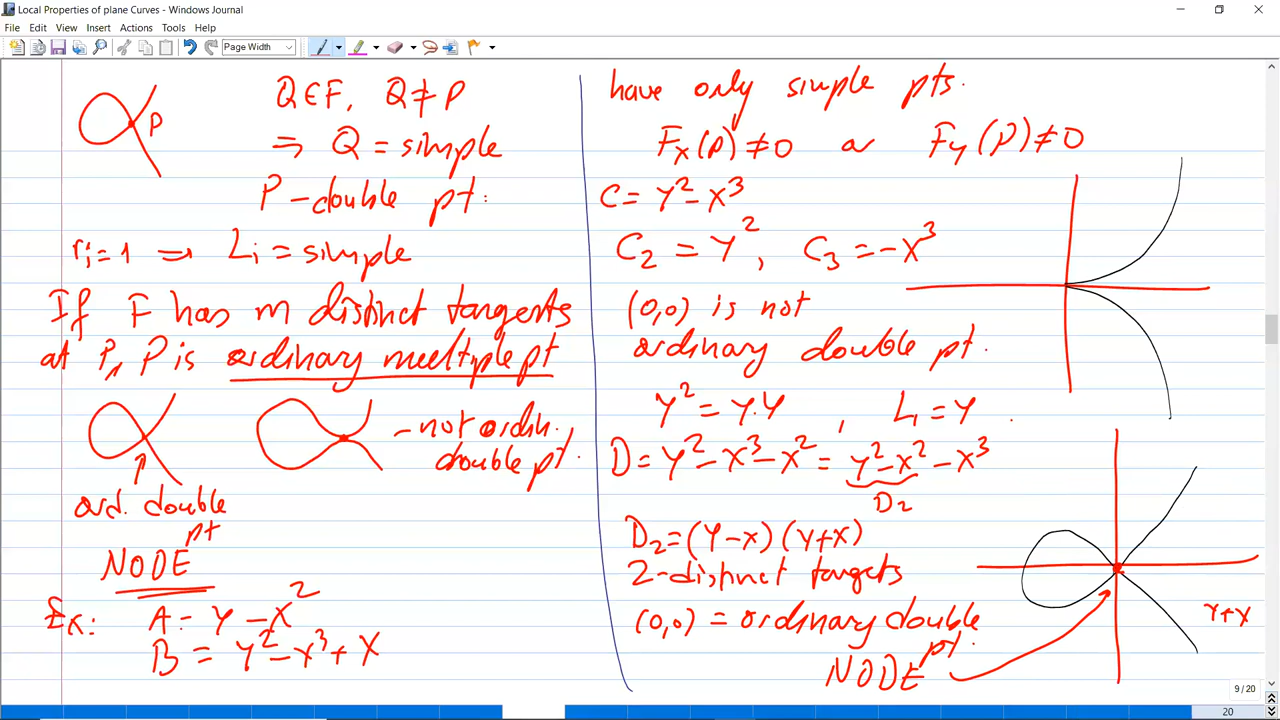 Local Properties of plane Curves - Windows Journal
File Edit View Insert Actions Tools Help
Page Width
P
Q∈F, Q≠P
⇒ Q = simple
P - double pt.
ri=1 ⇒ Li = simple
If F has m distinct tangents
at P, P is ordinary multiple pt
- not ordin.
double pt.
ord. double
pt
NODE
Ex: A = Y - X²
B = Y² - X³ + X
have only simple pts.
F_X(P) ≠ 0 or F_Y(P) ≠ 0
C = Y² - X³
C₂ = Y², C₃ = -X³
(0,0) is not
ordinary double pt.
Y² = Y.Y, L₁ = Y.
D = Y² - X³ - X² = Y² - X² - X³
D₂
D₂ = (Y-X)(Y+X)
2-distinct targets
(0,0) = ordinary double
pt.
NODE
Y+X
9 / 20
20